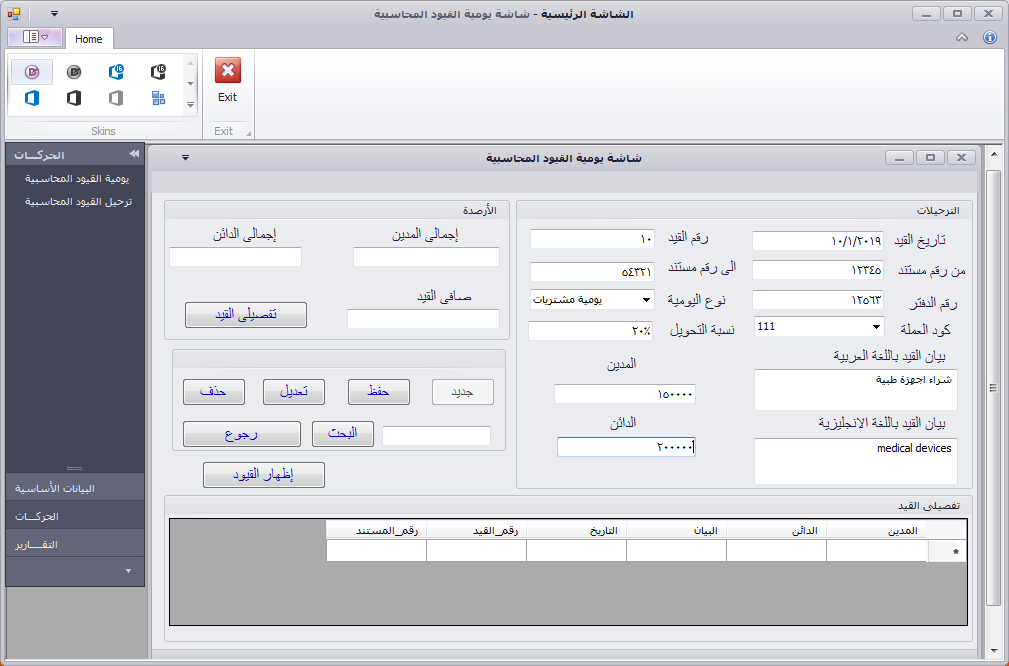 الشاشة الرئيسية - شاشة يومية القيود المحاسبية
Home
Exit
Skins
Exit
الحركـــات
يومية القيود المحاسبية
ترحيل القيود المحاسبية
البيانات الأساسية
الحركـــات
التقـــارير
شاشة يومية القيود المحاسبية
الترحيلات
تاريخ القيد ١٠/١/٢٠١٩ رقم القيد ١٠
من رقم مستند ١٢٣٤٥ الى رقم مستند ٥٤٣٢١
رقم الدفتر ١٢٥٦٣ نوع اليومية يومية مشتريات
كود العملة 111 نسبة التحويل ٢٠%
بيان القيد باللغة العربية
شراء اجهزة طبية
بيان القيد باللغة الانجليزية
medical devices
المدين
١٥٠٠٠٠
الدائن
٢٠٠٠٠٠
الأرصدة
إجمالى المدين إجمالى الدائن
صافى القيد
تفصيلى القيد
جديد حفظ تعديل حذف
البحث رجوع
إظهار القيود
تفصيلى القيد
المدين الدائن البيان التاريخ رقم_القيد رقم_المستند